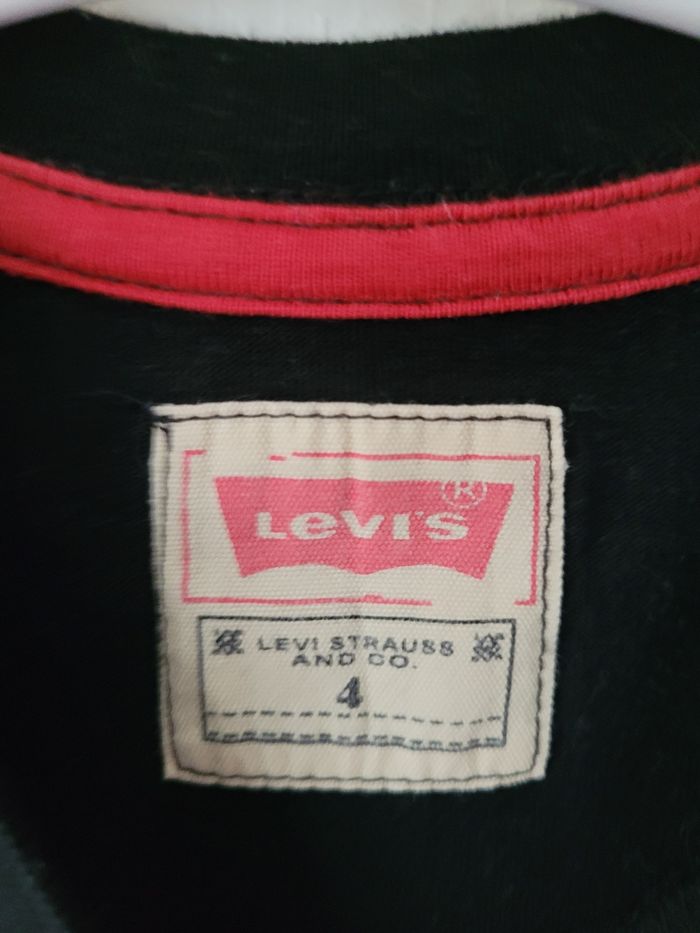 LEVI'S ®
LEVI STRAUSS
AND CO.
4